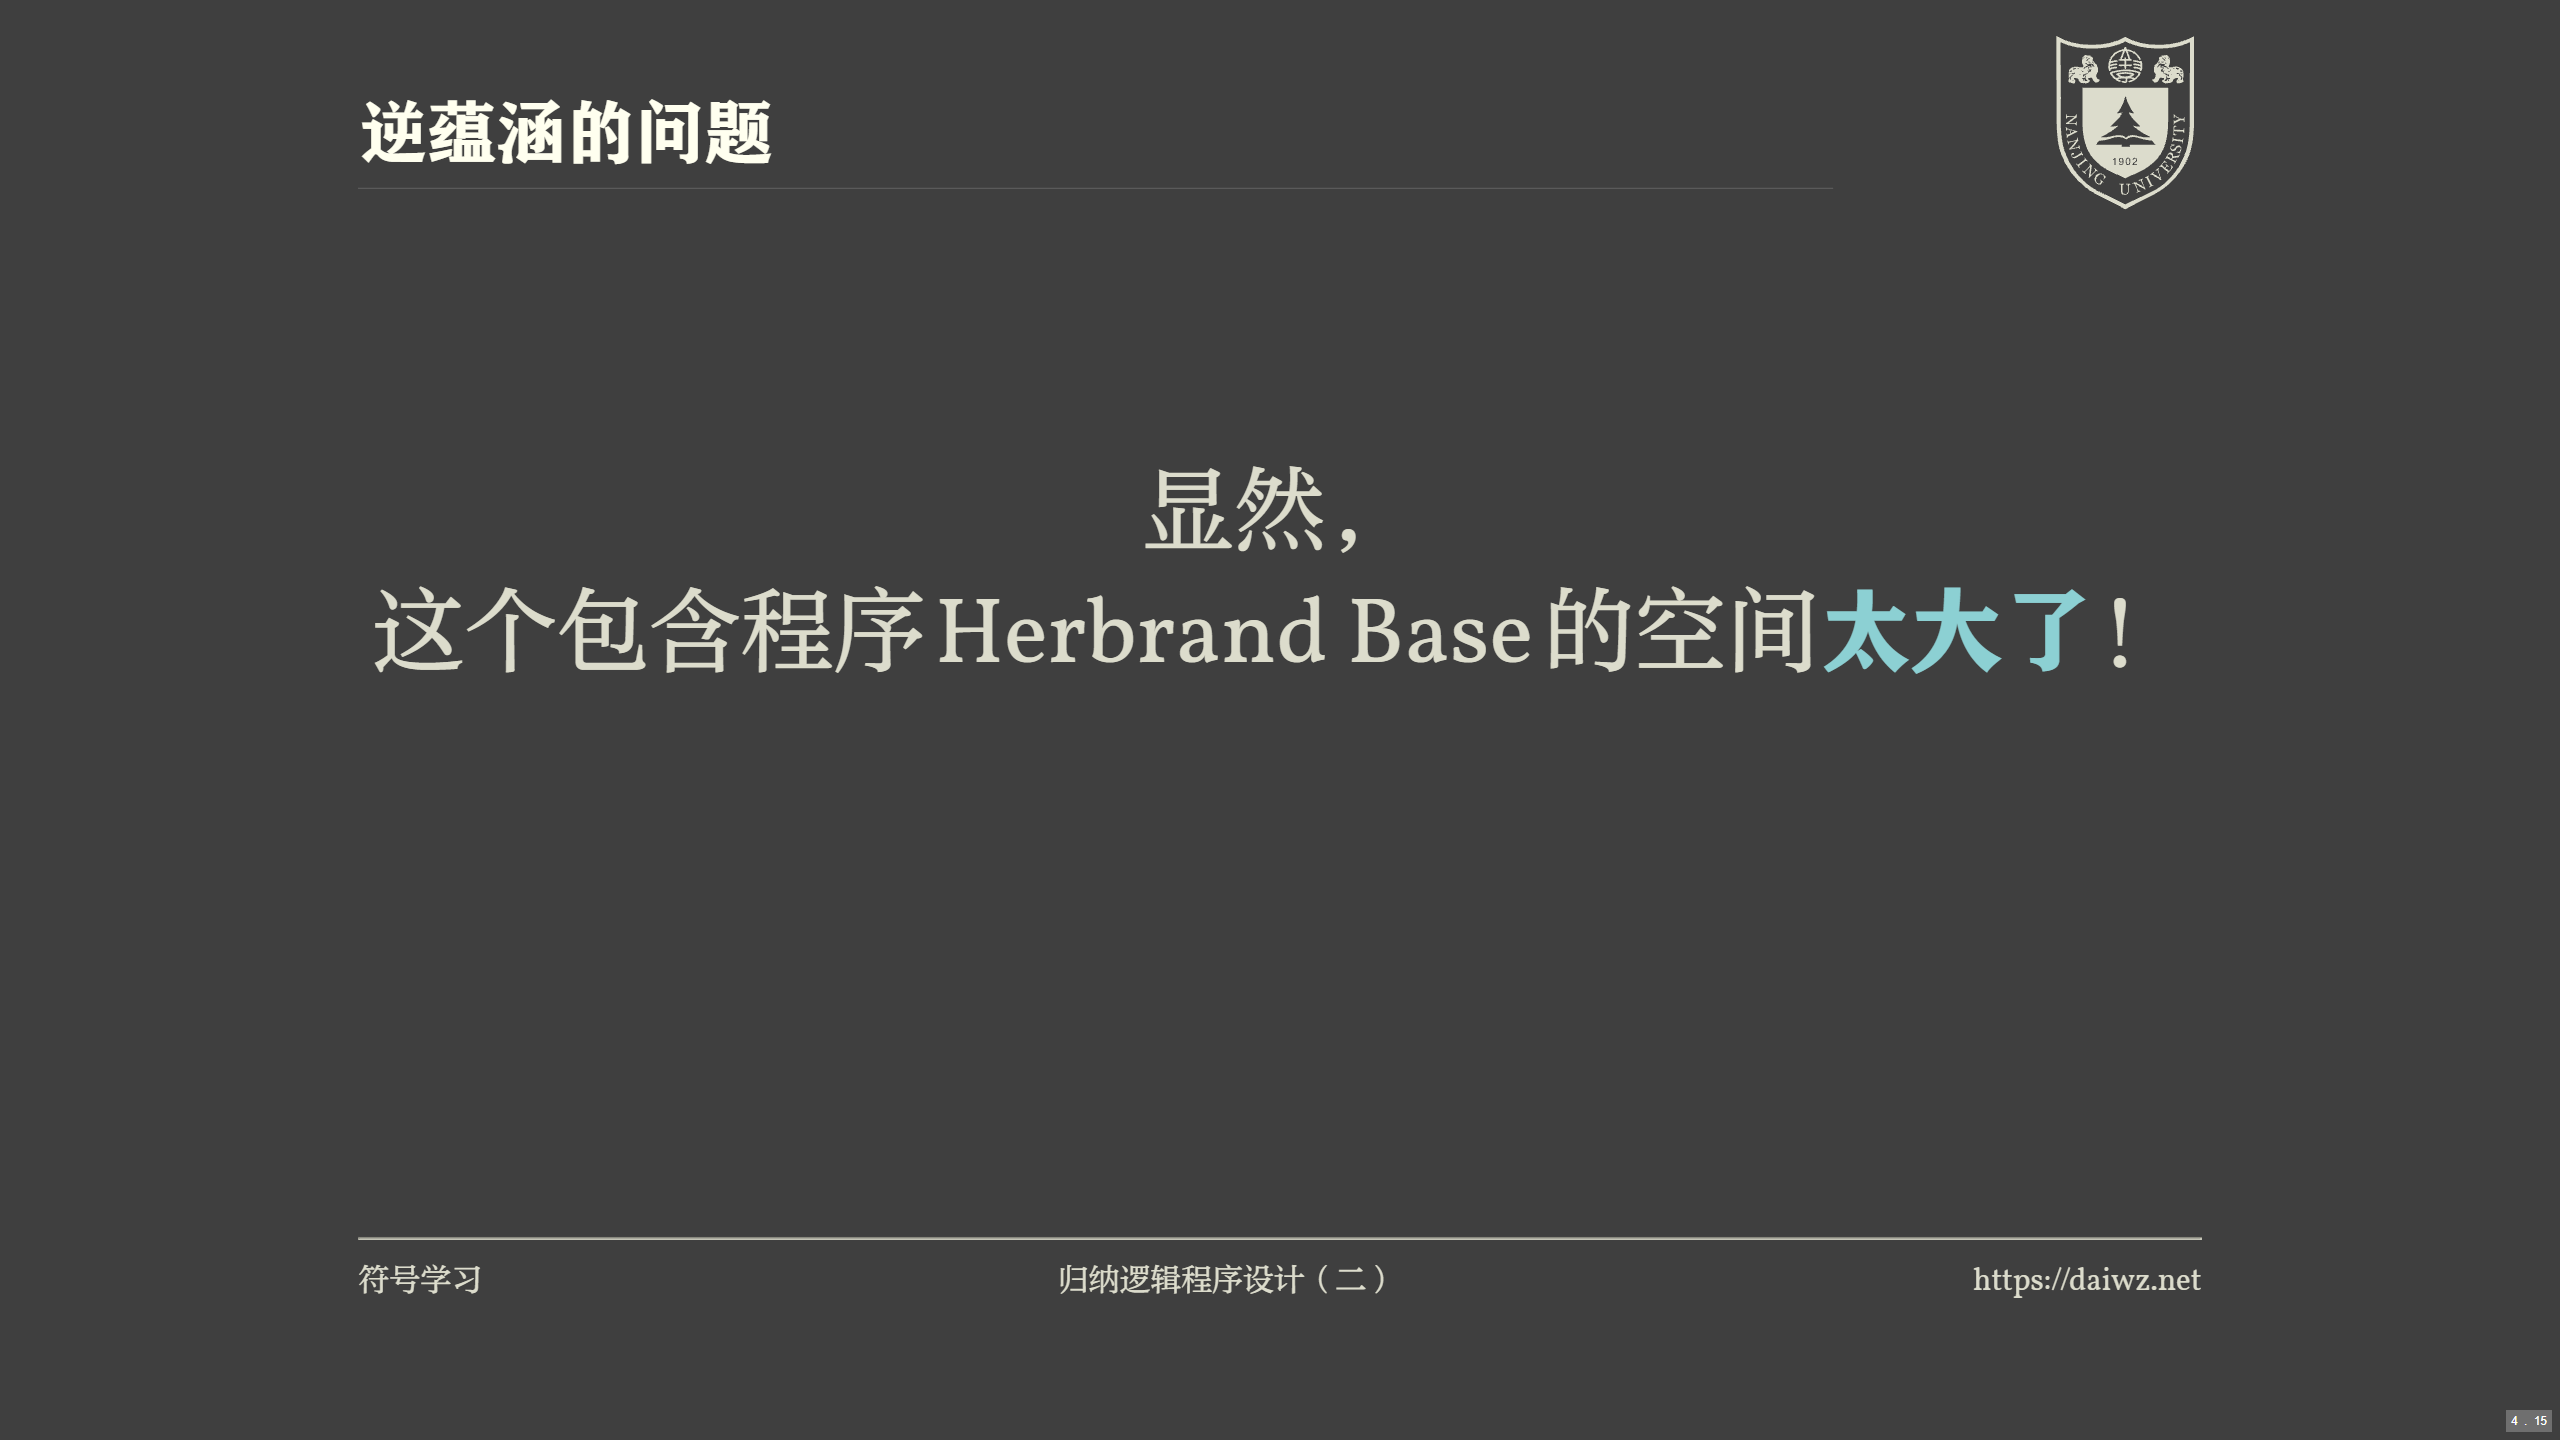 逆蕴涵的问题
NANJING UNIVERSITY
1902
显然，
这个包含程序Herbrand Base的空间太大了！
符号学习
归纳逻辑程序设计（二）
https://daiwz.net
4 . 15